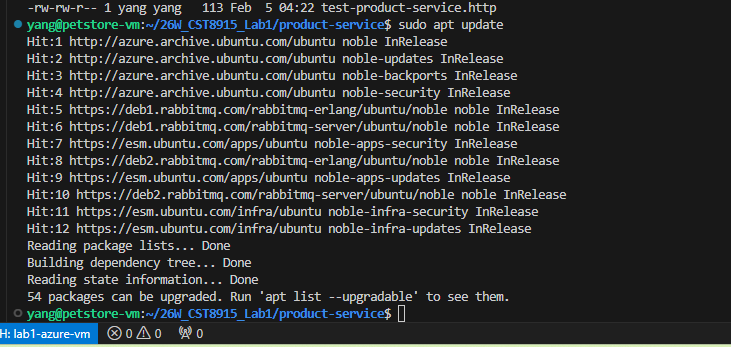 -rw-rw-r-- 1 yang yang   113 Feb  5 04:22 test-product-service.http
yang@petstore-vm:~/26W_CST8915_Lab1/product-service$ sudo apt update
Hit:1 http://azure.archive.ubuntu.com/ubuntu noble InRelease
Hit:2 http://azure.archive.ubuntu.com/ubuntu noble-updates InRelease
Hit:3 http://azure.archive.ubuntu.com/ubuntu noble-backports InRelease
Hit:4 http://azure.archive.ubuntu.com/ubuntu noble-security InRelease
Hit:5 https://deb1.rabbitmq.com/rabbitmq-erlang/ubuntu/noble noble InRelease
Hit:6 https://deb1.rabbitmq.com/rabbitmq-server/ubuntu/noble noble InRelease
Hit:7 https://esm.ubuntu.com/apps/ubuntu noble-apps-security InRelease
Hit:8 https://deb2.rabbitmq.com/rabbitmq-erlang/ubuntu/noble noble InRelease
Hit:9 https://esm.ubuntu.com/apps/ubuntu noble-apps-updates InRelease
Hit:10 https://deb2.rabbitmq.com/rabbitmq-server/ubuntu/noble noble InRelease
Hit:11 https://esm.ubuntu.com/infra/ubuntu noble-infra-security InRelease
Hit:12 https://esm.ubuntu.com/infra/ubuntu noble-infra-updates InRelease
Reading package lists... Done
Building dependency tree... Done
Reading state information... Done
54 packages can be upgraded. Run 'apt list --upgradable' to see them.
yang@petstore-vm:~/26W_CST8915_Lab1/product-service$
H: lab1-azure-vm 0 0 0